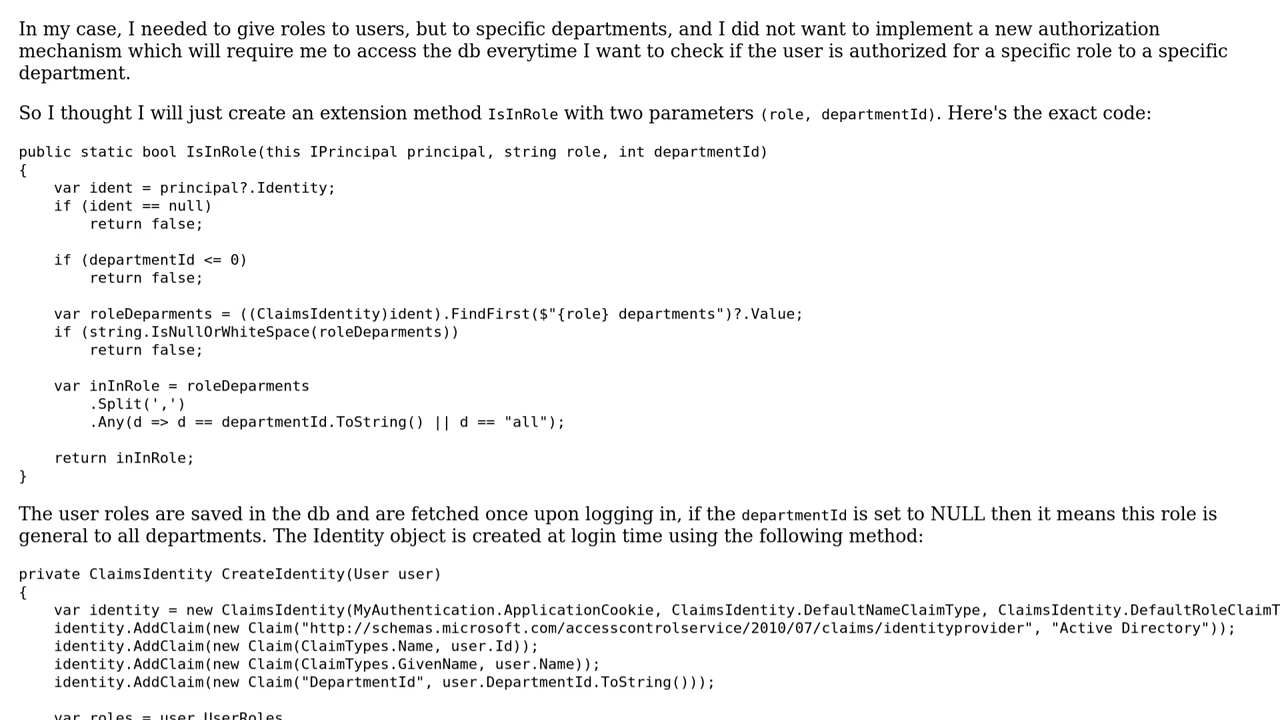 In my case, I needed to give roles to users, but to specific departments, and I did not want to implement a new authorization
mechanism which will require me to access the db everytime I want to check if the user is authorized for a specific role to a specific
department.
So I thought I will just create an extension method IsInRole with two parameters (role, departmentId). Here's the exact code:
public static bool IsInRole(this IPrincipal principal, string role, int departmentId)
{
    var ident = principal?.Identity;
    if (ident == null)
        return false;
    if (departmentId <= 0)
        return false;
    var roleDeparments = ((ClaimsIdentity)ident).FindFirst($"{role} departments")?.Value;
    if (string.IsNullOrWhiteSpace(roleDeparments))
        return false;
    var inInRole = roleDeparments
        .Split(',')
        .Any(d => d == departmentId.ToString() || d == "all");
    return inInRole;
}
The user roles are saved in the db and are fetched once upon logging in, if the departmentId is set to NULL then it means this role is
general to all departments. The Identity object is created at login time using the following method:
private ClaimsIdentity CreateIdentity(User user)
{
    var identity = new ClaimsIdentity(MyAuthentication.ApplicationCookie, ClaimsIdentity.DefaultNameClaimType, ClaimsIdentity.DefaultRoleClaimT
    identity.AddClaim(new Claim("http://schemas.microsoft.com/accesscontrolservice/2010/07/claims/identityprovider", "Active Directory"));
    identity.AddClaim(new Claim(ClaimTypes.Name, user.Id));
    identity.AddClaim(new Claim(ClaimTypes.GivenName, user.Name));
    identity.AddClaim(new Claim("DepartmentId", user.DepartmentId.ToString()));
    var roles = user.UserRoles